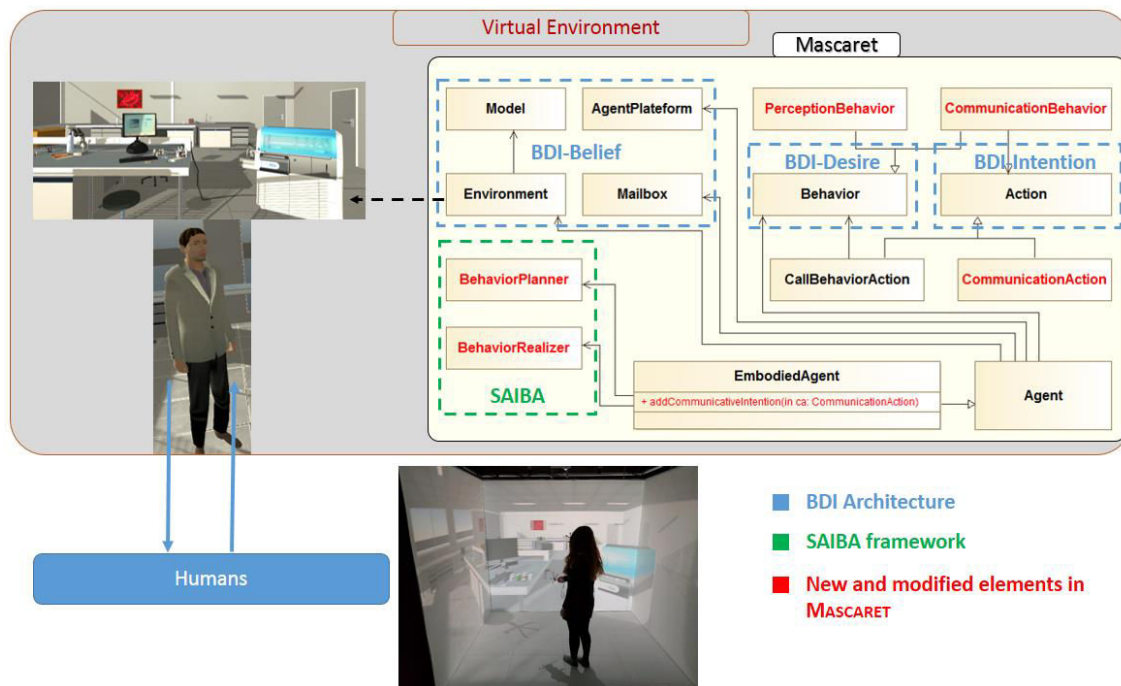 Virtual Environment
Mascaret
Model
AgentPlateform
PerceptionBehavior
CommunicationBehavior
BDI-Belief
BDI-Desire
BDI-Intention
Environment
Mailbox
Behavior
Action
BehaviorPlanner
CallBehaviorAction
CommunicationAction
BehaviorRealizer
SAIBA
EmbodiedAgent
+ addCommunicativeIntention(in ca: CommunicationAction)
Agent
Humans
BDI Architecture
SAIBA framework
New and modified elements in
MASCARET